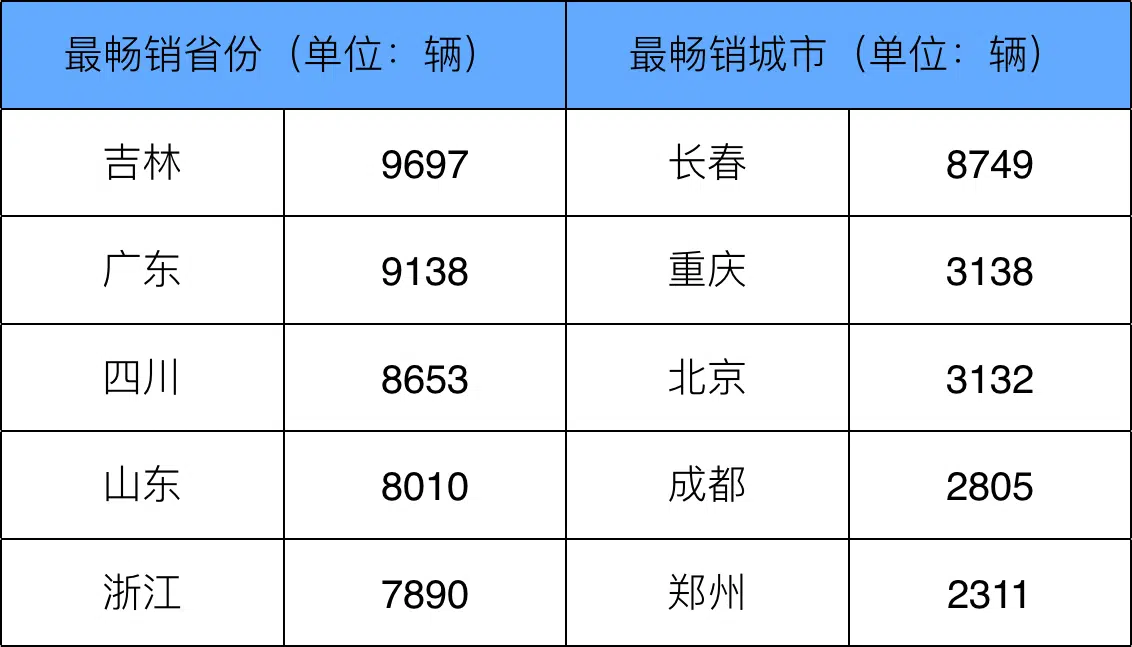 最畅销省份（单位：辆） 最畅销城市（单位：辆）
吉林 9697 长春 8749
广东 9138 重庆 3138
四川 8653 北京 3132
山东 8010 成都 2805
浙江 7890 郑州 2311